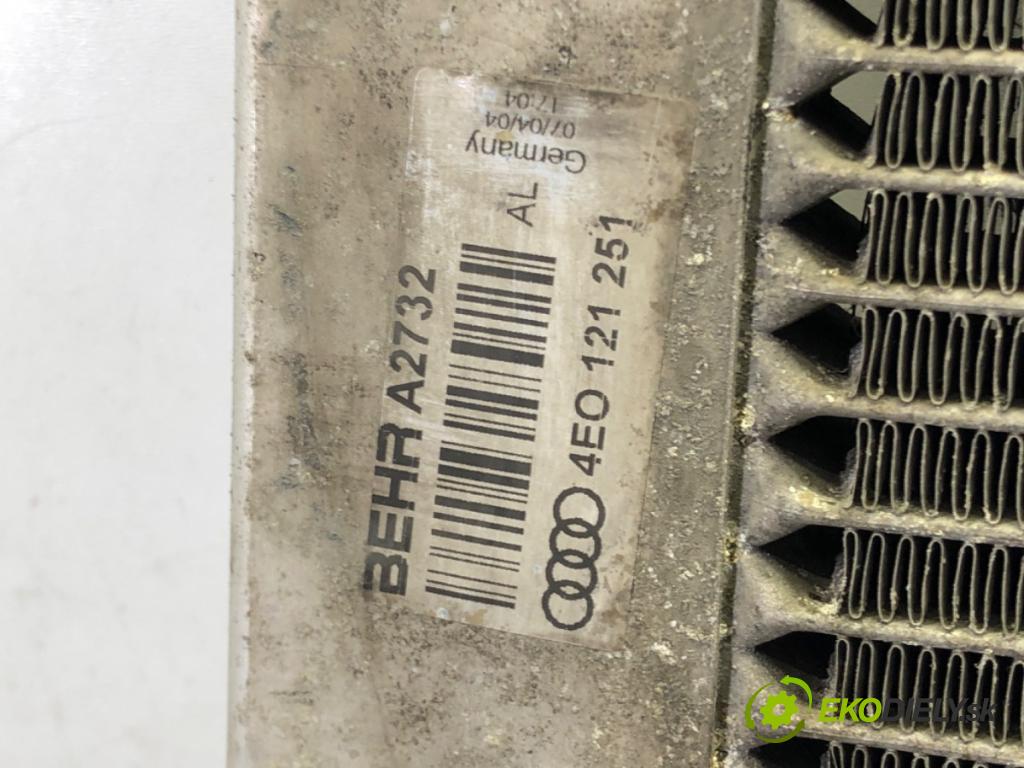 BEHR A2732
AL
4E0 121 251
Germany
07/04/04
17:04
EKODIELY.sk